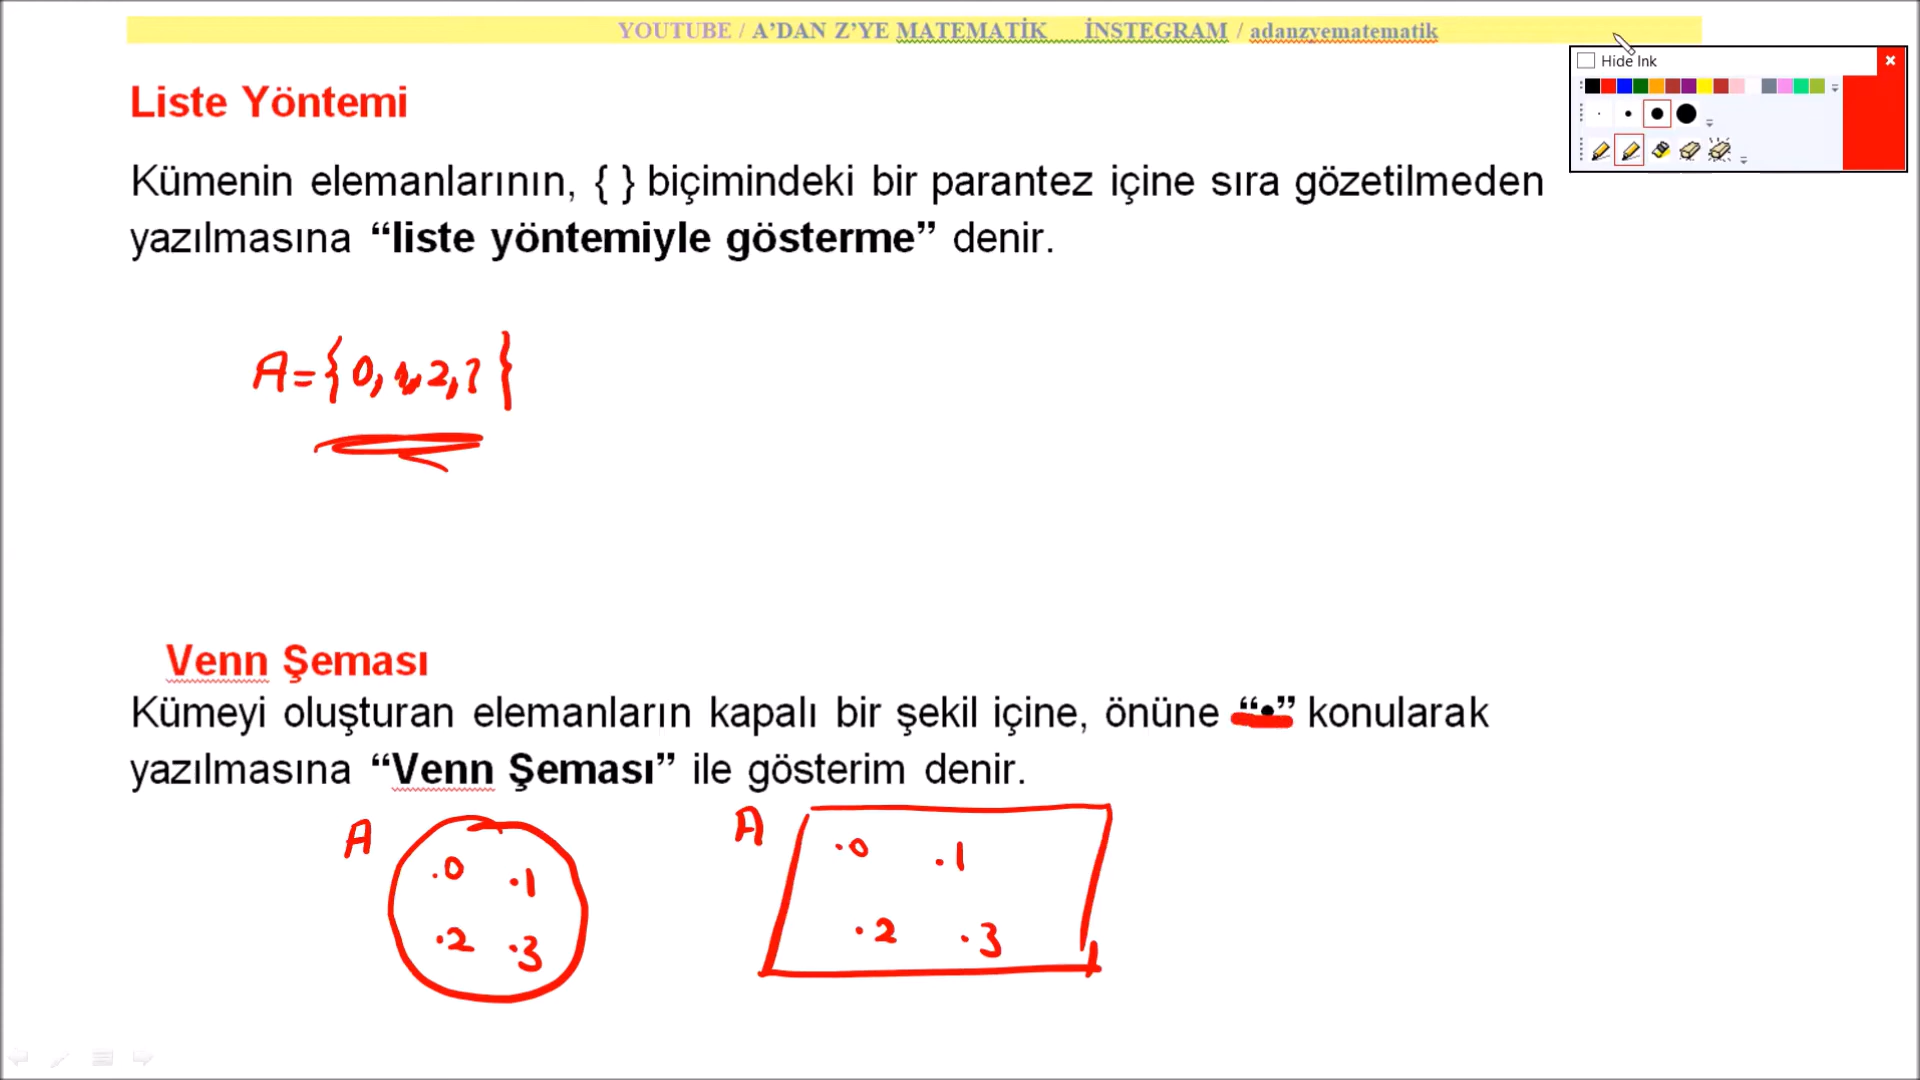 YOUTUBE / A'DAN Z'YE MATEMATİK İNSTEGRAM / adanzyematematik
Hide Ink
Liste Yöntemi
Kümenin elemanlarının, { } biçimindeki bir parantez içine sıra gözetilmeden
yazılmasına “liste yöntemiyle gösterme” denir.
A={0,1,2,3}
Venn Şeması
Kümeyi oluşturan elemanların kapalı bir şekil içine, önüne “•” konularak
yazılmasına “Venn Şeması” ile gösterim denir.
A
.0 .1
.2 .3
A
.0 .1
.2 .3